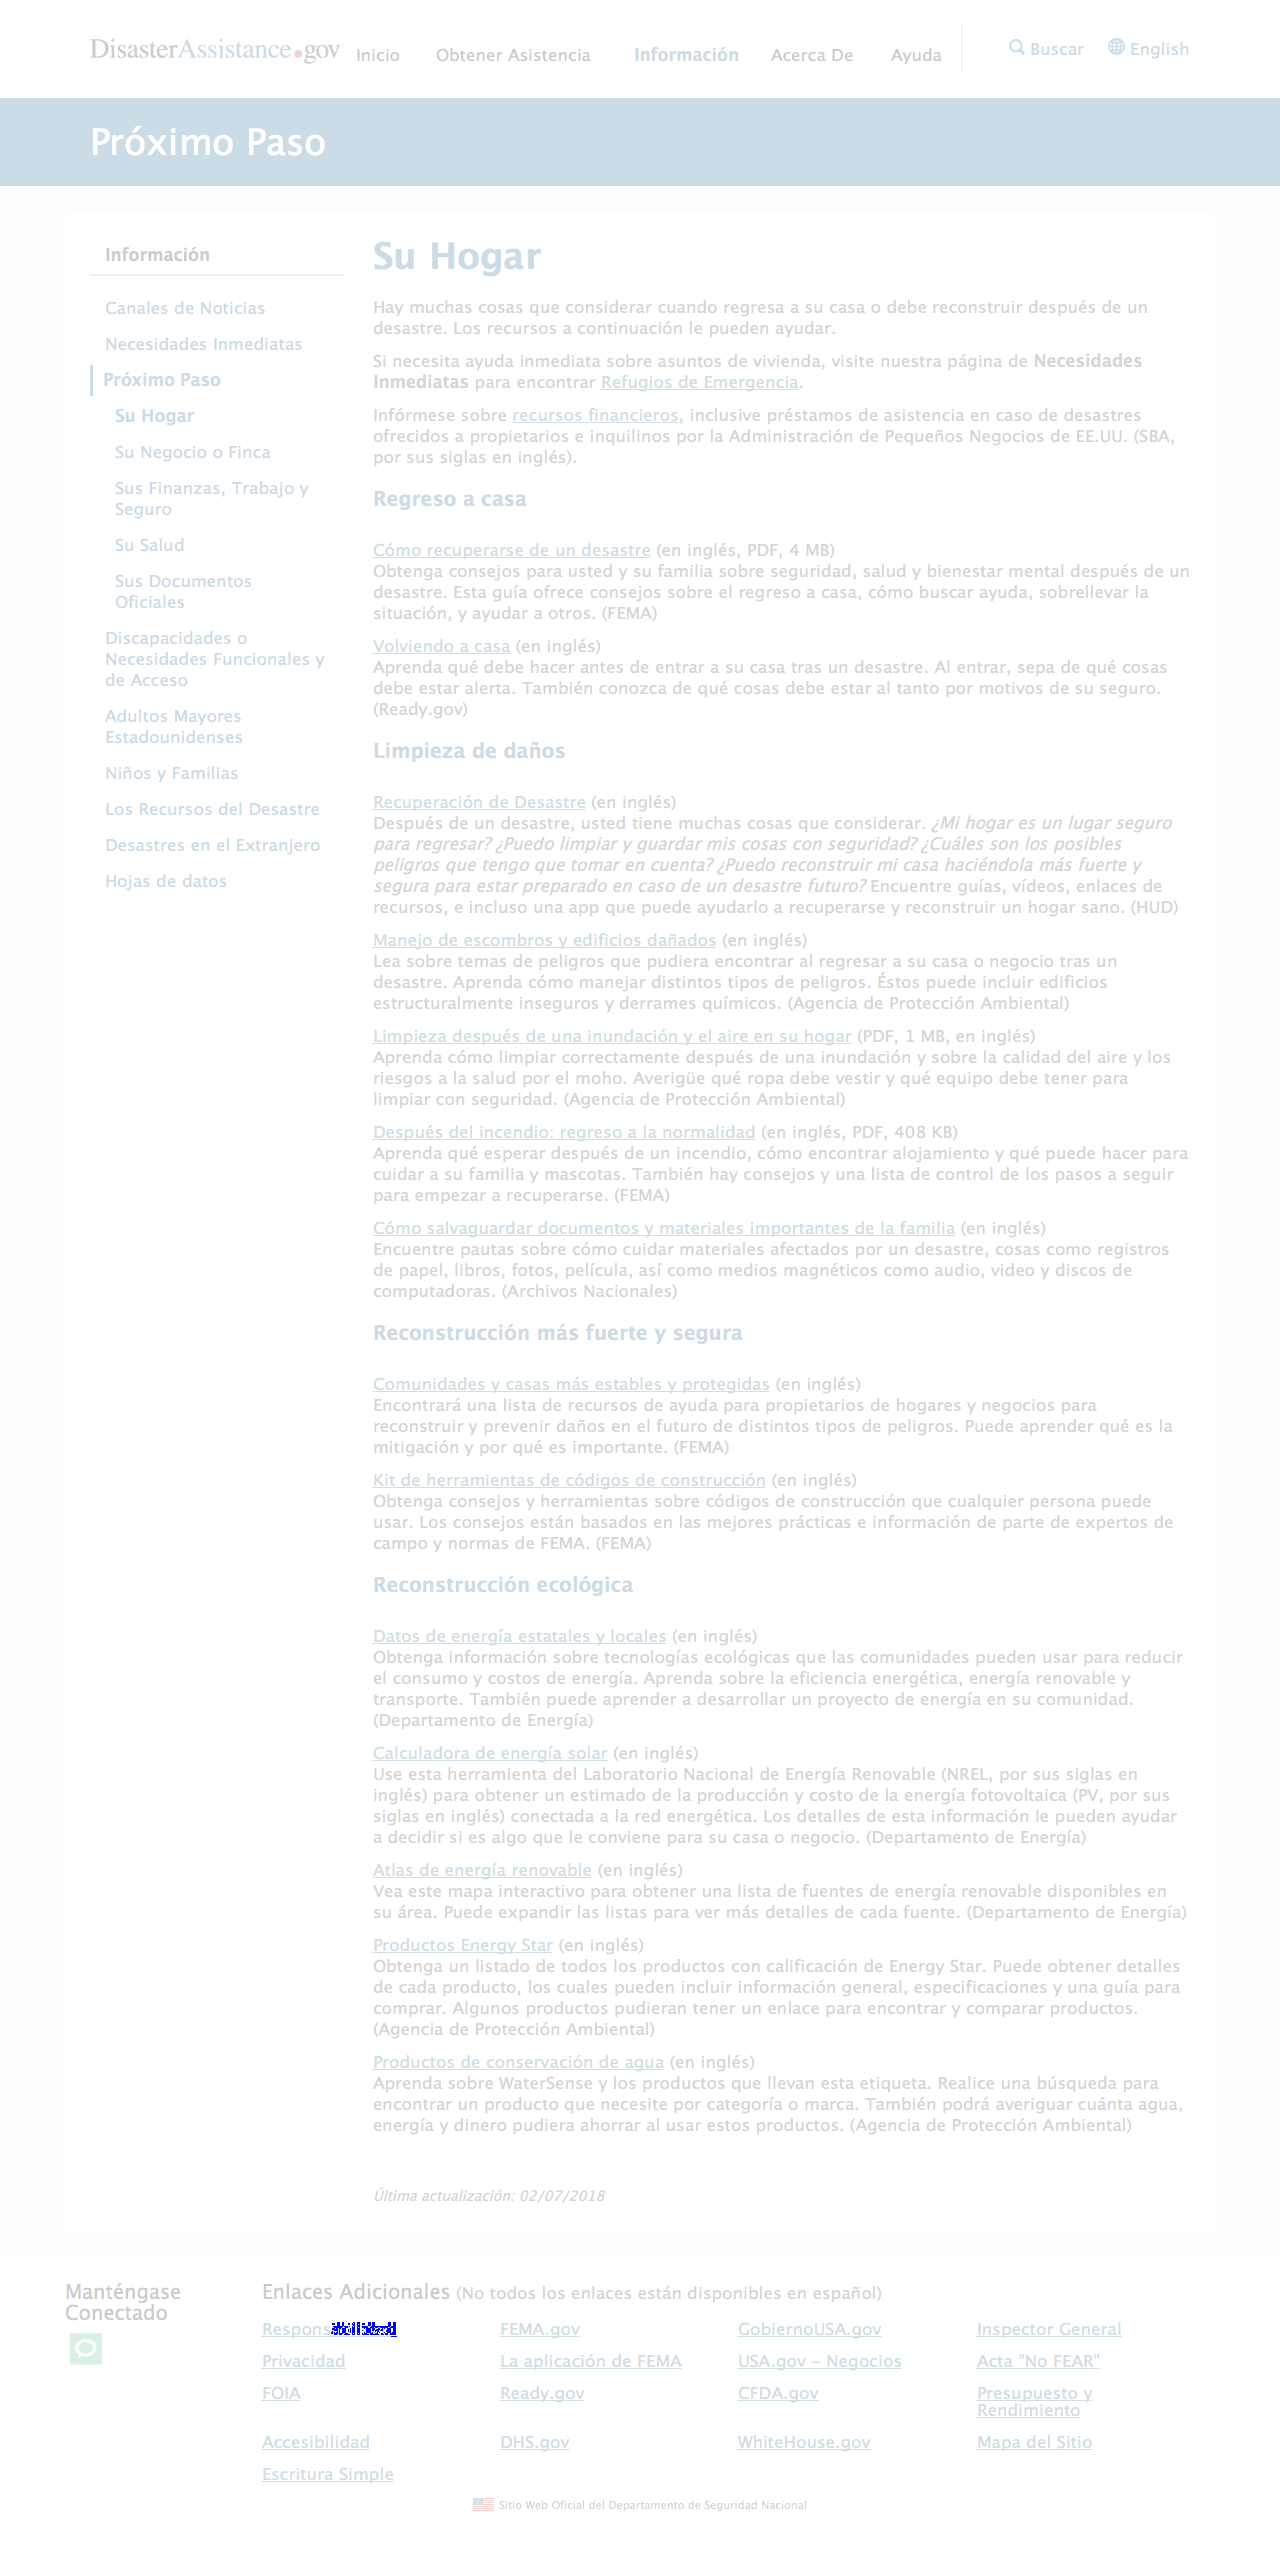 DisasterAssistance.gov Inicio Obtener Asistencia Información Acerca De Ayuda Buscar English
Próximo Paso
Información
Canales de Noticias
Necesidades Inmediatas
Próximo Paso
Su Hogar
Su Negocio o Finca
Sus Finanzas, Trabajo y
Seguro
Su Salud
Sus Documentos
Oficiales
Discapacidades o
Necesidades Funcionales y
de Acceso
Adultos Mayores
Estadounidenses
Niños y Familias
Los Recursos del Desastre
Desastres en el Extranjero
Hojas de datos
Su Hogar
Hay muchas cosas que considerar cuando regresa a su casa o debe reconstruir después de un
desastre. Los recursos a continuación le pueden ayudar.
Si necesita ayuda inmediata sobre asuntos de vivienda, visite nuestra página de Necesidades
Inmediatas para encontrar Refugios de Emergencia.
Infórmese sobre recursos financieros, inclusive préstamos de asistencia en caso de desastres
ofrecidos a propietarios e inquilinos por la Administración de Pequeños Negocios de EE.UU. (SBA,
por sus siglas en inglés).
Regreso a casa
Cómo recuperarse de un desastre (en inglés, PDF, 4 MB)
Obtenga consejos para usted y su familia sobre seguridad, salud y bienestar mental después de un
desastre. Esta guía ofrece consejos sobre el regreso a casa, cómo buscar ayuda, sobrellevar la
situación, y ayudar a otros. (FEMA)
Volviendo a casa (en inglés)
Aprenda qué debe hacer antes de entrar a su casa tras un desastre. Al entrar, sepa de qué cosas
debe estar alerta. También conozca de qué cosas debe estar al tanto por motivos de su seguro.
(Ready.gov)
Limpieza de daños
Recuperación de Desastre (en inglés)
Después de un desastre, usted tiene muchas cosas que considerar. ¿Mi hogar es un lugar seguro
para regresar? ¿Puedo limpiar y guardar mis cosas con seguridad? ¿Cuáles son los posibles
peligros que tengo que tomar en cuenta? ¿Puedo reconstruir mi casa haciéndola más fuerte y
segura para estar preparado en caso de un desastre futuro? Encuentre guías, vídeos, enlaces de
recursos, e incluso una app que puede ayudarlo a recuperarse y reconstruir un hogar sano. (HUD)
Manejo de escombros y edificios dañados (en inglés)
Lea sobre temas de peligros que pudiera encontrar al regresar a su casa o negocio tras un
desastre. Aprenda cómo manejar distintos tipos de peligros. Éstos puede incluir edificios
estructuralmente inseguros y derrames químicos. (Agencia de Protección Ambiental)
Limpieza después de una inundación y el aire en su hogar (PDF, 1 MB, en inglés)
Aprenda cómo limpiar correctamente después de una inundación y sobre la calidad del aire y los
riesgos a la salud por el moho. Averigüe qué ropa debe vestir y qué equipo debe tener para
limpiar con seguridad. (Agencia de Protección Ambiental)
Después del incendio: regreso a la normalidad (en inglés, PDF, 408 KB)
Aprenda qué esperar después de un incendio, cómo encontrar alojamiento y qué puede hacer para
cuidar a su familia y mascotas. También hay consejos y una lista de control de los pasos a seguir
para empezar a recuperarse. (FEMA)
Cómo salvaguardar documentos y materiales importantes de la familia (en inglés)
Encuentre pautas sobre cómo cuidar materiales afectados por un desastre, cosas como registros
de papel, libros, fotos, película, así como medios magnéticos como audio, video y discos de
computadoras. (Archivos Nacionales)
Reconstrucción más fuerte y segura
Comunidades y casas más estables y protegidas (en inglés)
Encontrará una lista de recursos de ayuda para propietarios de hogares y negocios para
reconstruir y prevenir daños en el futuro de distintos tipos de peligros. Puede aprender qué es la
mitigación y por qué es importante. (FEMA)
Kit de herramientas de códigos de construcción (en inglés)
Obtenga consejos y herramientas sobre códigos de construcción que cualquier persona puede
usar. Los consejos están basados en las mejores prácticas e información de parte de expertos de
campo y normas de FEMA. (FEMA)
Reconstrucción ecológica
Datos de energía estatales y locales (en inglés)
Obtenga información sobre tecnologías ecológicas que las comunidades pueden usar para reducir
el consumo y costos de energía. Aprenda sobre la eficiencia energética, energía renovable y
transporte. También puede aprender a desarrollar un proyecto de energía en su comunidad.
(Departamento de Energía)
Calculadora de energía solar (en inglés)
Use esta herramienta del Laboratorio Nacional de Energía Renovable (NREL, por sus siglas en
inglés) para obtener un estimado de la producción y costo de la energía fotovoltaica (PV, por sus
siglas en inglés) conectada a la red energética. Los detalles de esta información le pueden ayudar
a decidir si es algo que le conviene para su casa o negocio. (Departamento de Energía)
Atlas de energía renovable (en inglés)
Vea este mapa interactivo para obtener una lista de fuentes de energía renovable disponibles en
su área. Puede expandir las listas para ver más detalles de cada fuente. (Departamento de Energía)
Productos Energy Star (en inglés)
Obtenga un listado de todos los productos con calificación de Energy Star. Puede obtener detalles
de cada producto, los cuales pueden incluir información general, especificaciones y una guía para
comprar. Algunos productos pudieran tener un enlace para encontrar y comparar productos.
(Agencia de Protección Ambiental)
Productos de conservación de agua (en inglés)
Aprenda sobre WaterSense y los productos que llevan esta etiqueta. Realice una búsqueda para
encontrar un producto que necesite por categoría o marca. También podrá averiguar cuánta agua,
energía y dinero pudiera ahorrar al usar estos productos. (Agencia de Protección Ambiental)
Última actualización: 02/07/2018
Manténgase
Conectado
Enlaces Adicionales (No todos los enlaces están disponibles en español)
FEMA.gov GobiernoUSA.gov Inspector General
Privacidad La aplicación de FEMA USA.gov – Negocios Acta "No FEAR"
FOIA Ready.gov CFDA.gov Presupuesto y
Rendimiento
Accesibilidad DHS.gov WhiteHouse.gov Mapa del Sitio
Escritura Simple
Sitio Web Oficial del Departamento de Seguridad Nacional